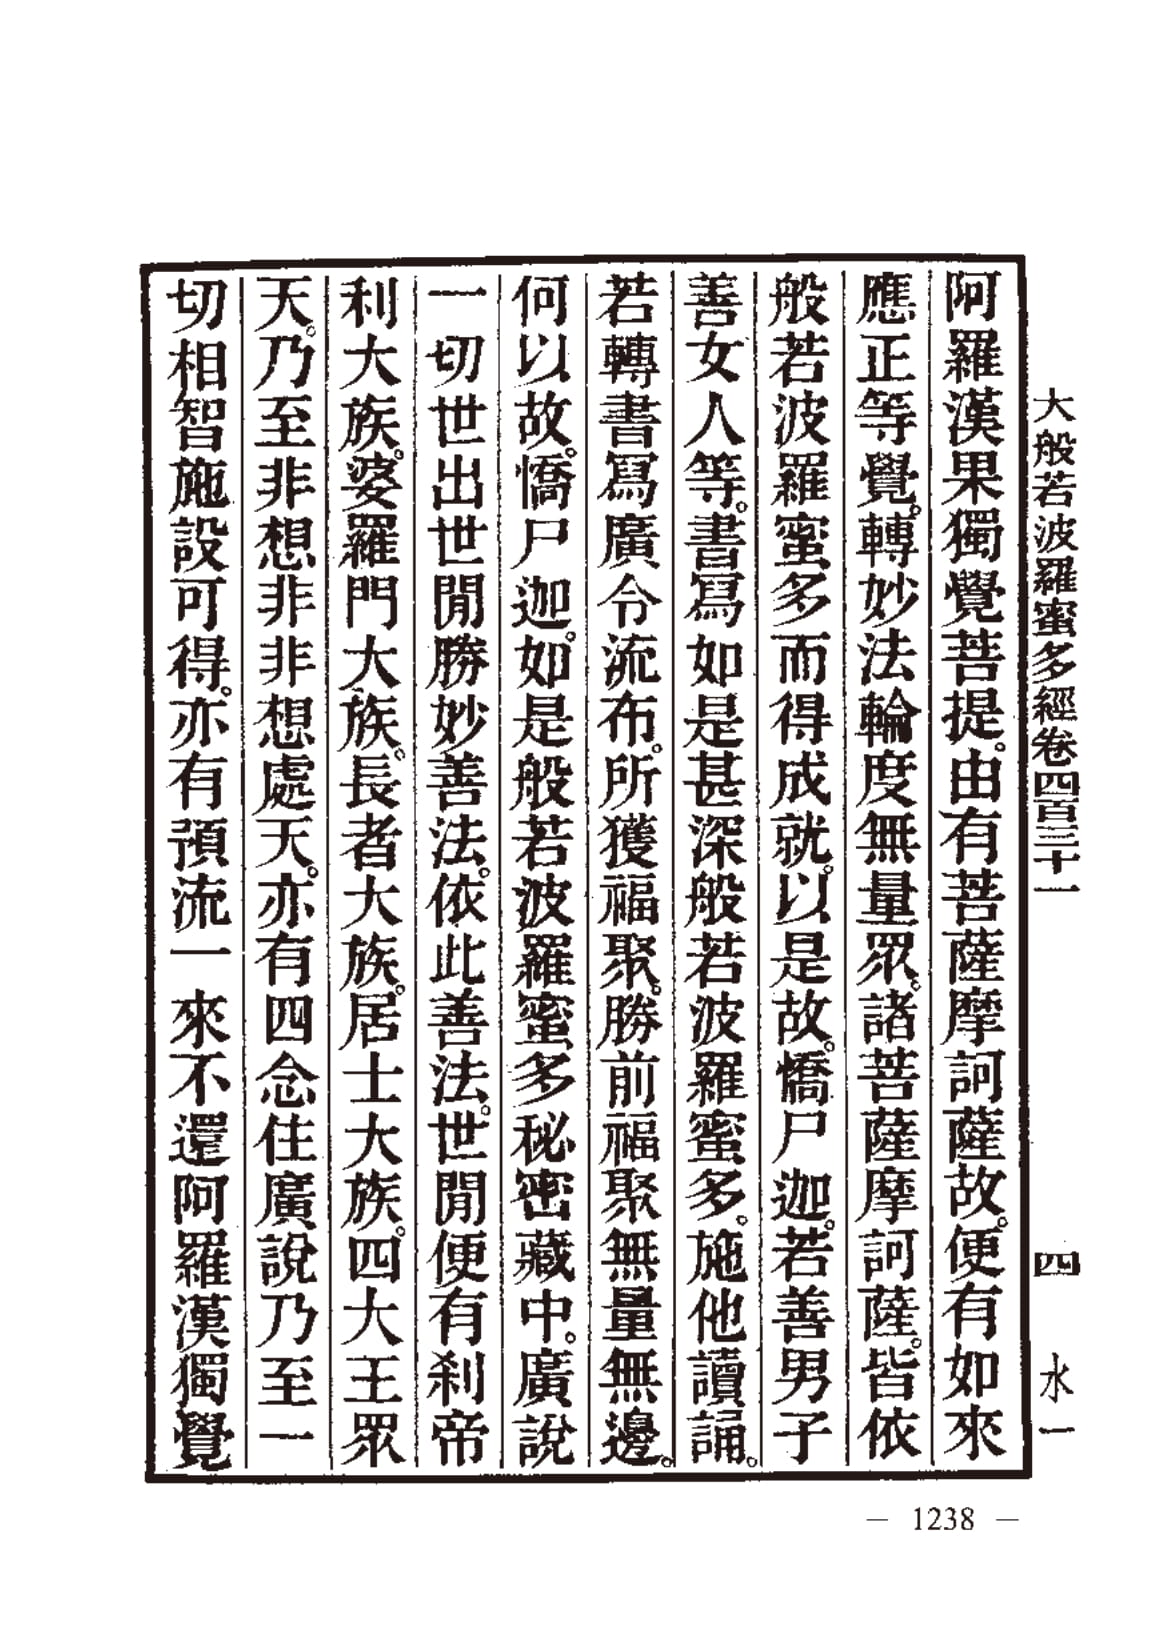 大般若波羅蜜多經卷四百三十一 四 水一
阿羅漢果獨覺菩提。由有菩薩摩訶薩故。便有如來
應正等覺。轉妙法輪度無量眾。諸菩薩摩訶薩。皆依
般若波羅蜜多而得成就。以是故。憍尸迦。若善男子
善女人等。書寫如是甚深般若波羅蜜多。施他讀誦。
若轉書寫廣令流布。所獲福聚。勝前福聚無量無邊。
何以故。憍尸迦。如是般若波羅蜜多秘密藏中。廣說
一切世出世閒勝妙善法。依此善法。世閒便有剎帝
利大族。婆羅門大族。長者大族。居士大族。四大王眾
天。乃至非想非非想處天。亦有四念住廣說乃至一
切相智施設可得。亦有預流一來不還阿羅漢獨覺
— 1238 —